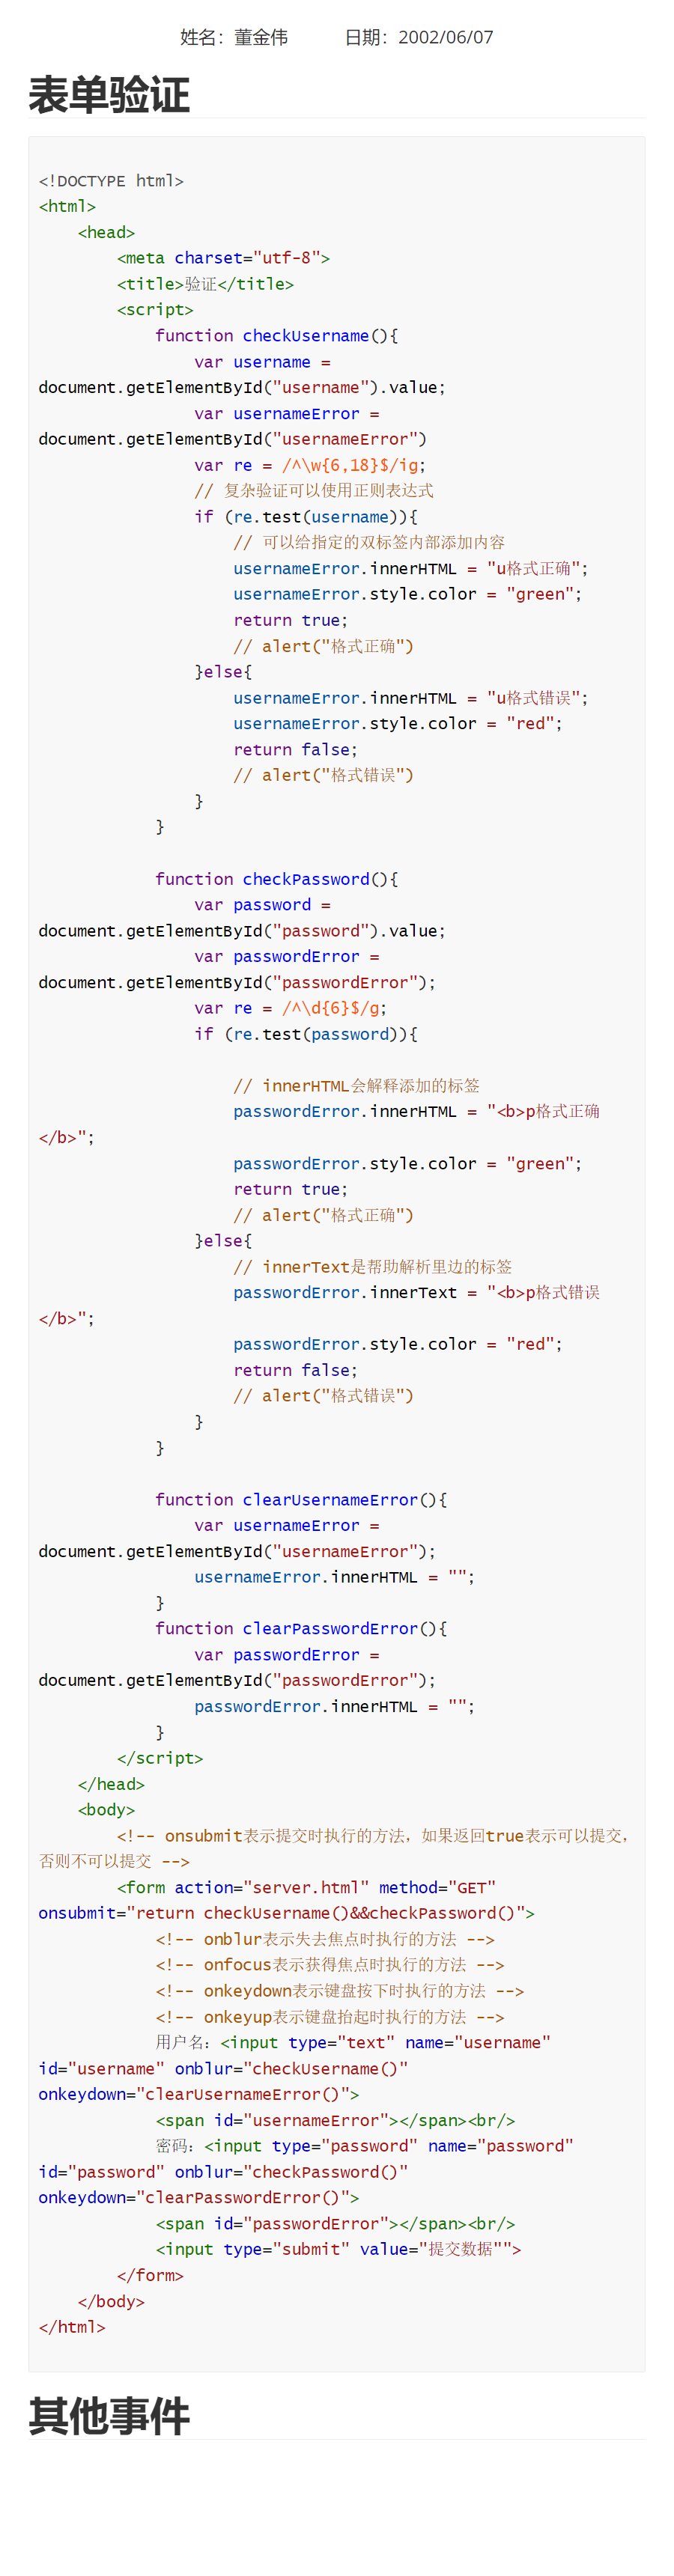 姓名：董金伟 日期：2002/06/07
表单验证
<!DOCTYPE html>
<html>
    <head>
        <meta charset="utf-8">
        <title>验证</title>
        <script>
            function checkUsername(){
                var username =
document.getElementById("username").value;
                var usernameError =
document.getElementById("usernameError")
                var re = /^\w{6,18}$/ig;
                // 复杂验证可以使用正则表达式
                if (re.test(username)){
                    // 可以给指定的双标签内部添加内容
                    usernameError.innerHTML = "u格式正确";
                    usernameError.style.color = "green";
                    return true;
                    // alert("格式正确")
                }else{
                    usernameError.innerHTML = "u格式错误";
                    usernameError.style.color = "red";
                    return false;
                    // alert("格式错误")
                }
            }
            function checkPassword(){
                var password =
document.getElementById("password").value;
                var passwordError =
document.getElementById("passwordError");
                var re = /^\d{6}$/g;
                if (re.test(password)){
                    // innerHTML会解释添加的标签
                    passwordError.innerHTML = "<b>p格式正确
</b>";
                    passwordError.style.color = "green";
                    return true;
                    // alert("格式正确")
                }else{
                    // innerText是帮助解析里边的标签
                    passwordError.innerText = "<b>p格式错误
</b>";
                    passwordError.style.color = "red";
                    return false;
                    // alert("格式错误")
                }
            }
            function clearUsernameError(){
                var usernameError =
document.getElementById("usernameError");
                usernameError.innerHTML = "";
            }
            function clearPasswordError(){
                var passwordError =
document.getElementById("passwordError");
                passwordError.innerHTML = "";
            }
        </script>
    </head>
    <body>
        <!-- onsubmit表示提交时执行的方法，如果返回true表示可以提交，
否则不可以提交 -->
        <form action="server.html" method="GET"
onsubmit="return checkUsername()&&checkPassword()">
            <!-- onblur表示失去焦点时执行的方法 -->
            <!-- onfocus表示获得焦点时执行的方法 -->
            <!-- onkeydown表示键盘按下时执行的方法 -->
            <!-- onkeyup表示键盘抬起时执行的方法 -->
            用户名：<input type="text" name="username"
id="username" onblur="checkUsername()"
onkeydown="clearUsernameError()">
            <span id="usernameError"></span><br/>
            密码：<input type="password" name="password"
id="password" onblur="checkPassword()"
onkeydown="clearPasswordError()">
            <span id="passwordError"></span><br/>
            <input type="submit" value="提交数据"">
        </form>
    </body>
</html>
其他事件